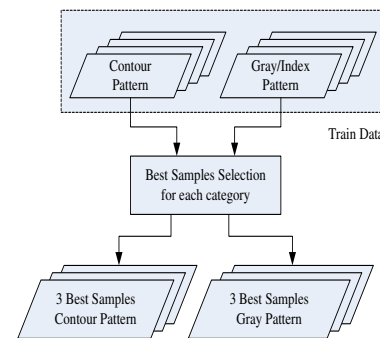 Contour
Pattern
Gray/Index
Pattern
Train Data
Best Samples Selection
for each category
3 Best Samples
Contour Pattern
3 Best Samples
Gray Pattern